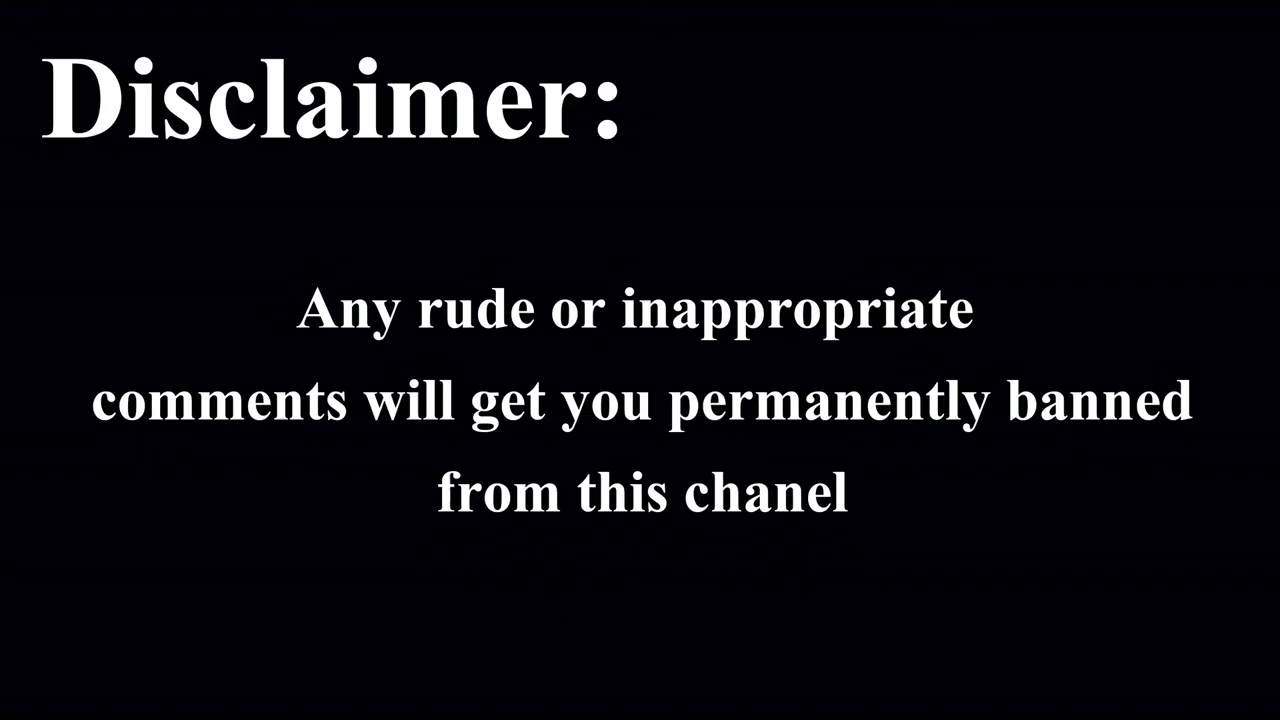 Disclaimer:
Any rude or inappropriate
comments will get you permanently banned
from this chanel